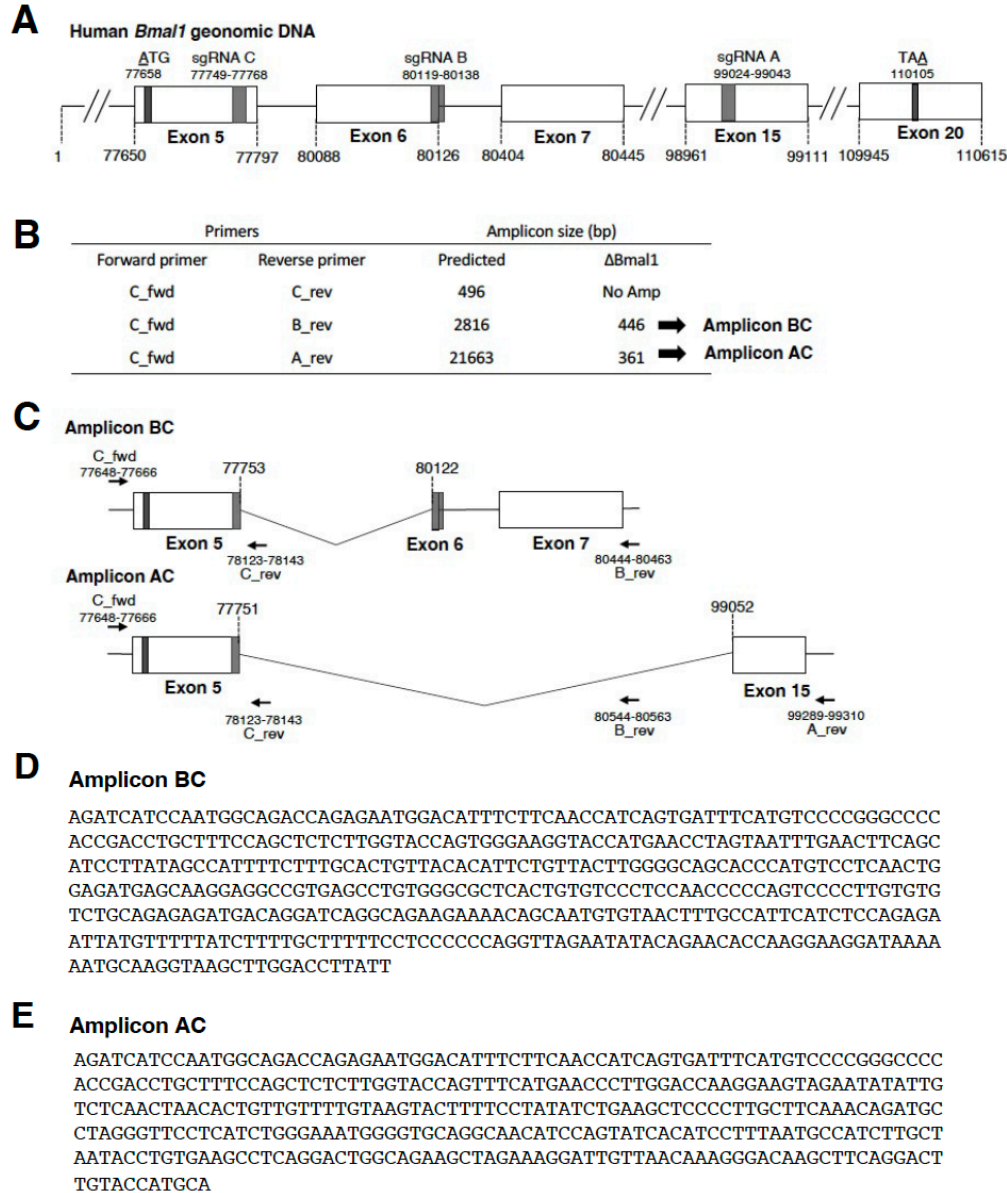 A
Human Bmal1 geonomic DNA
ATG
77658
sgRNA C
77749-77768
sgRNA B
80119-80138
sgRNA A
99024-99043
TAA
110105
Exon 5
Exon 6
Exon 7
Exon 15
Exon 20
1
77650
77797
80088
80126
80404
80445
98961
99111
109945
110615
B
Primers Amplicon size (bp)
Forward primer Reverse primer Predicted ΔBmal1
C_fwd C_rev 496 No Amp
C_fwd B_rev 2816 446 Amplicon BC
C_fwd A_rev 21663 361 Amplicon AC
C
Amplicon BC
C_fwd
77648-77666
77753
80122
Exon 5
Exon 6
Exon 7
78123-78143
C_rev
80444-80463
B_rev
Amplicon AC
C_fwd
77648-77666
77751
99052
Exon 5
Exon 15
78123-78143
C_rev
80544-80563
B_rev
99289-99310
A_rev
D
Amplicon BC
AGATCATCCAATGGCAGACCAGAGAATGGACATTTCTTCAACCATCAGTGATTTCATGTCCCCGGGCCCC
ACCGACCTGCTTTCCAGCTCTCTTGGTACCAGTGGGAAGGTACCATGAACCTAGTAATTTGAACTTCAGC
ATCCTTATAGCCATTTTCTTTGCACTGTTACACATTCTGTTACTTGGGGCAGCACCCATGTCCTCAACTG
GAGATGAGCAAGGAGGCCGTGAGCCTGTGGGCGCTCACTGTGTCCCTCCAACCCCCAGTCCCCTTGTGTG
TCTGCAGAGAGATGACAGGATCAGGCAGAAGAAAACAGCAATGTGTAACTTTGCCATTCATCTCCAGAGA
ATTATGTTTTTATCTTTTGCTTTTTCCTCCCCCCAGGTTAGAATATACAGAACACCAAGGAAGGATAAAA
AATGCAAGGTAAGCTTGGACCTTATT
E
Amplicon AC
AGATCATCCAATGGCAGACCAGAGAATGGACATTTCTTCAACCATCAGTGATTTCATGTCCCCGGGCCCC
ACCGACCTGCTTTCCAGCTCTCTTGGTACCAGTTTCATGAACCCTTGGACCAAGGAAGTAGAATATATTG
TCTCAACTAACACTGTTGTTTTGTAAGTACTTTTCCTATATCTGAAGCTCCCCTTGCTTCAAACAGATGC
CTAGGGTTCCTCATCTGGGAAATGGGGTGCAGGCAACATCCAGTATCACATCCTTTAATGCCATCTTGCT
AATACCTGTGAAGCCTCAGGACTGGCAGAAGCTAGAAAGGATTGTTAACAAAGGGACAAGCTTCAGGACT
TGTACCATGCA